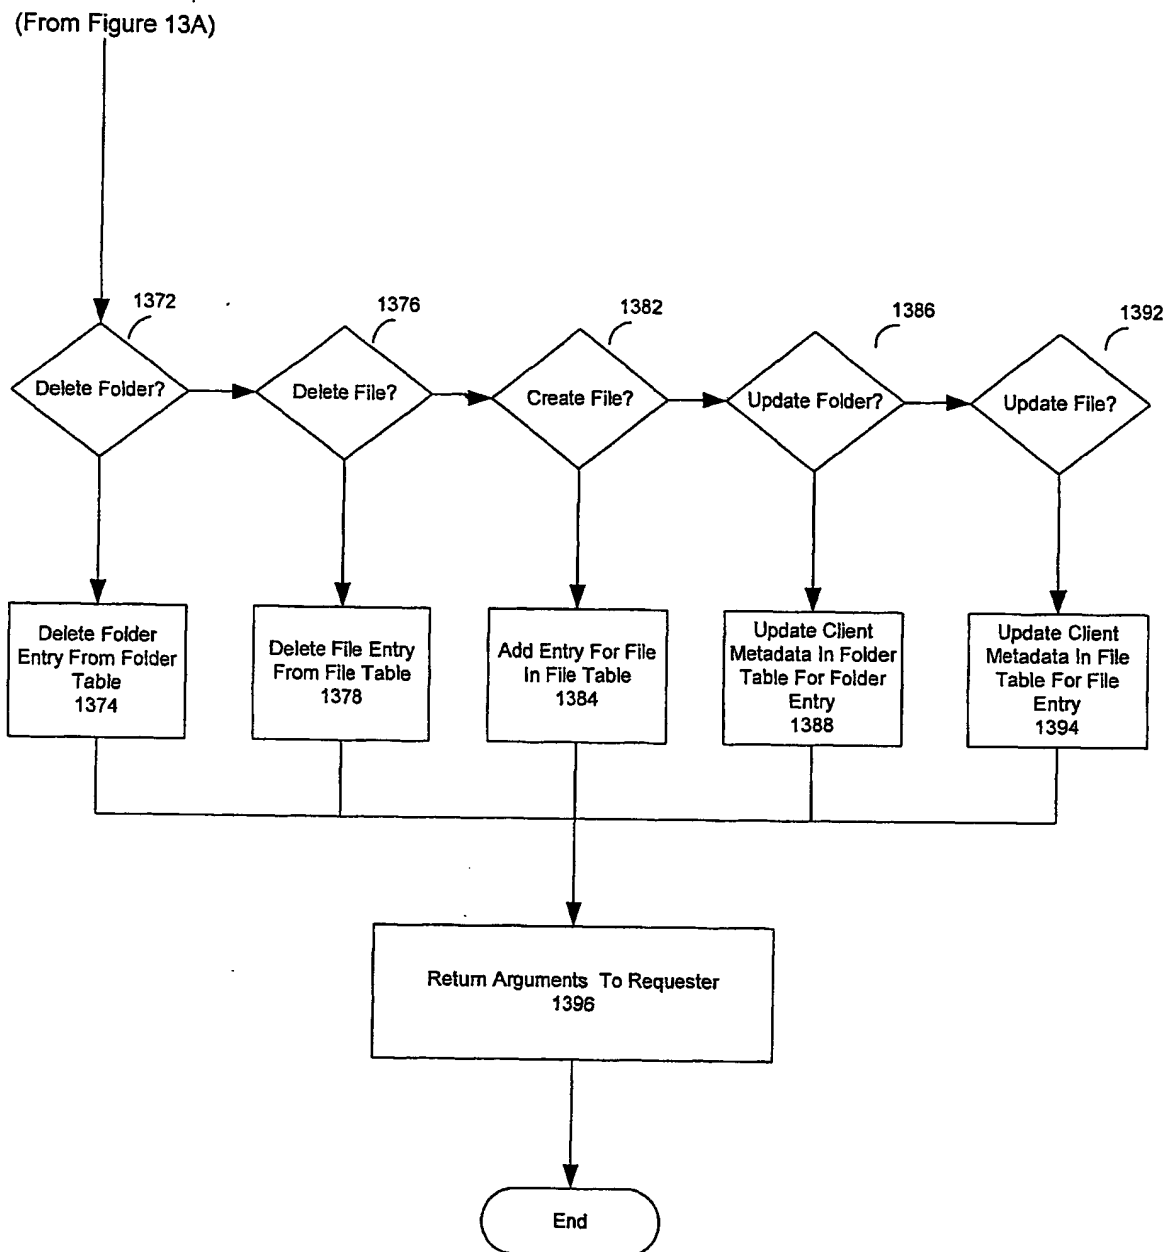 (From Figure 13A)
1372
1376
1382
1386
1392
Delete Folder?
Delete File?
Create File?
Update Folder?
Update File?
Delete Folder
Entry From Folder
Table
1374
Delete File Entry
From File Table
1378
Add Entry For File
In File Table
1384
Update Client
Metadata In Folder
Table For Folder
Entry
1388
Update Client
Metadata In File
Table For File
Entry
1394
Return Arguments To Requester
1396
End